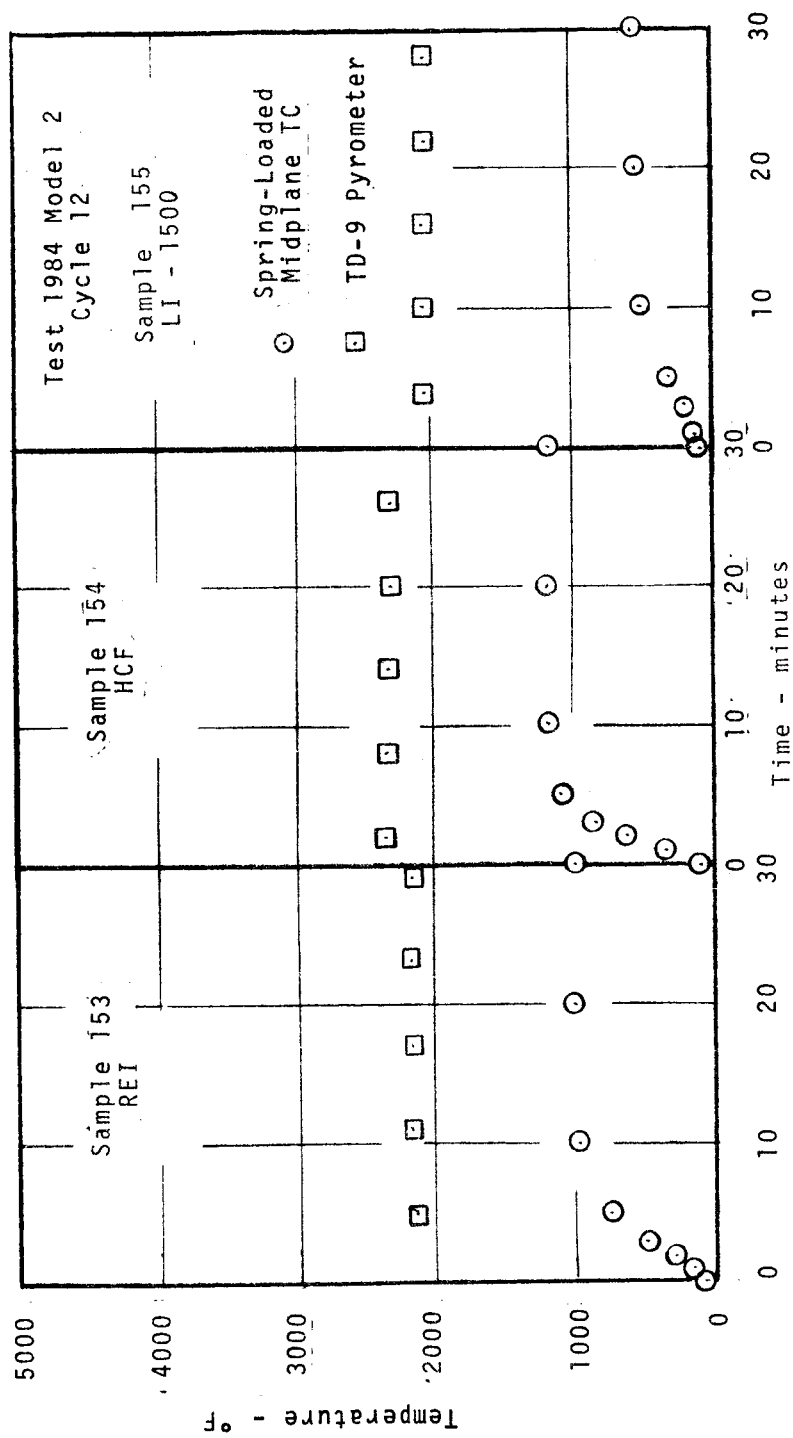 Test 1984 Model 2
Cycle 12
Sample 153
REI
Sample 154
HCF
Sample 155
LI-1500
Spring-Loaded
Midplane TC
TD-9 Pyrometer
Temperature - °F
5000
4000
3000
2000
1000
0
0 10 20 30 0 10 20 30 0 10 20 30
Time - minutes